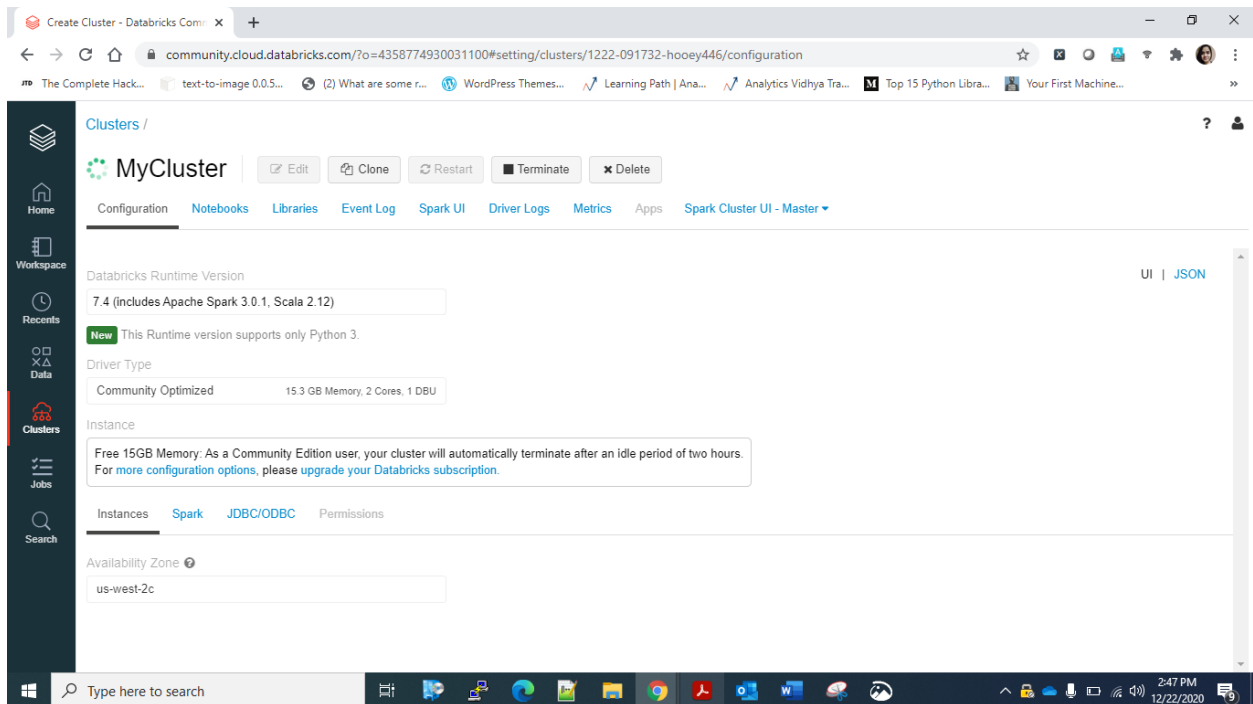 Create Cluster - Databricks Comm
community.cloud.databricks.com/?o=4358774930031100#setting/clusters/1222-091732-hooey446/configuration
The Complete Hack... text-to-image 0.0.5... (2) What are some r... WordPress Themes... Learning Path | Ana... Analytics Vidhya Tra... M Top 15 Python Libra... Your First Machine... »
Clusters / ?
MyCluster Edit Clone Restart Terminate Delete
Home
Configuration Notebooks Libraries Event Log Spark UI Driver Logs Metrics Apps Spark Cluster UI - Master
Workspace
Databricks Runtime Version UI | JSON
7.4 (includes Apache Spark 3.0.1, Scala 2.12)
Recents
New This Runtime version supports only Python 3.
Driver Type
Data
Community Optimized 15.3 GB Memory, 2 Cores, 1 DBU
Clusters
Instance
Free 15GB Memory: As a Community Edition user, your cluster will automatically terminate after an idle period of two hours.
For more configuration options, please upgrade your Databricks subscription.
Jobs
Instances Spark JDBC/ODBC Permissions
Search
Availability Zone ?
us-west-2c
Type here to search
2:47 PM
12/22/2020
9